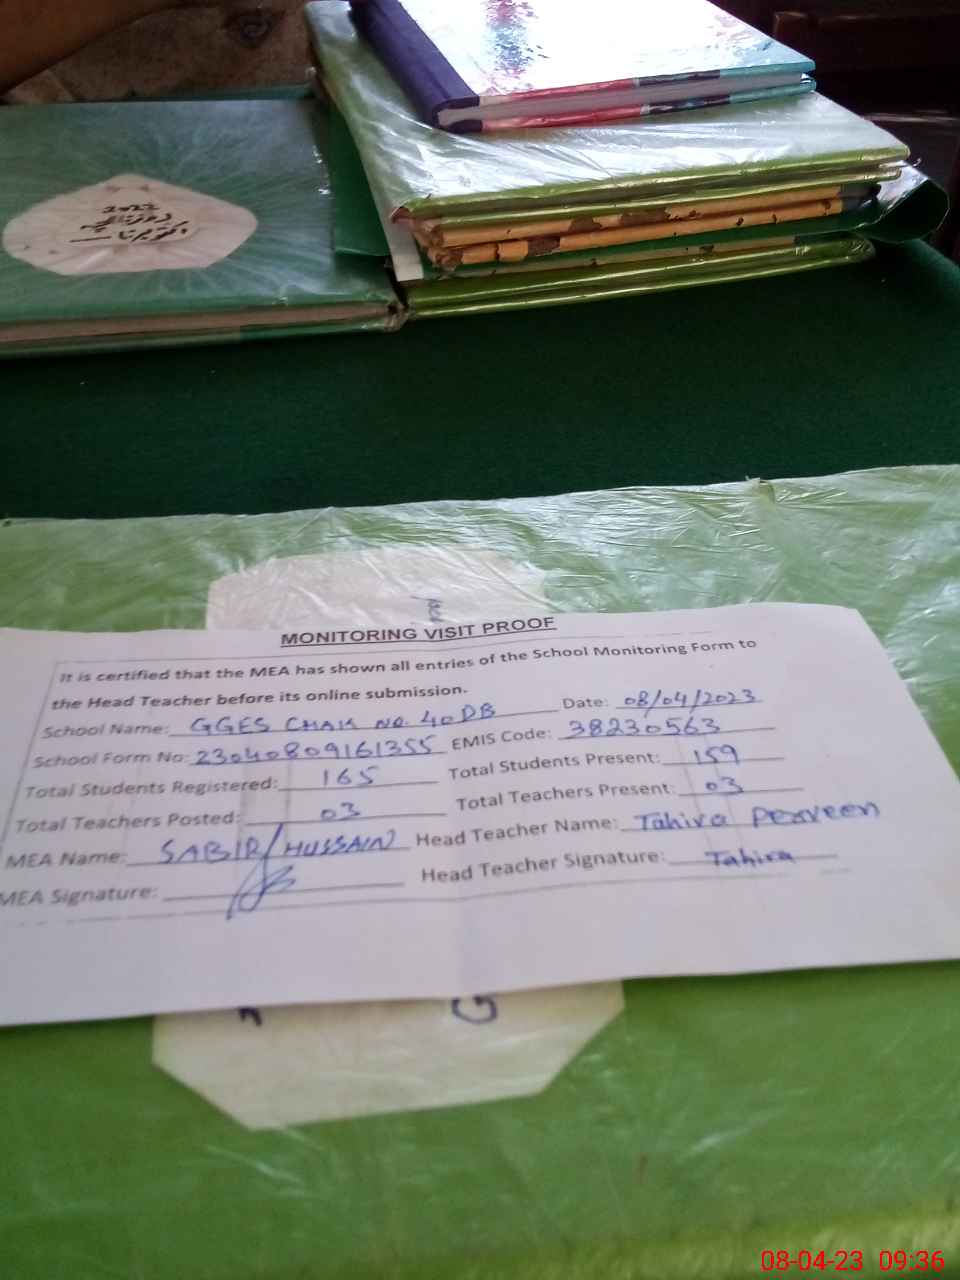 2022
MONITORING VISIT PROOF
It is certified that the MEA has shown all entries of the School Monitoring Form to
the Head Teacher before its online submission.
School Name: GGES CHAK NO. 40 DB Date: 08/04/2023
School Form No: 23040809161355 EMIS Code: 38230563
Total Students Registered: 165 Total Students Present: 159
Total Teachers Posted: 03 Total Teachers Present: 03
MEA Name: SABIR HUSSAIN Head Teacher Name: Tahira Perveen
MEA Signature: Head Teacher Signature: Tahira
08-04-23 09:36